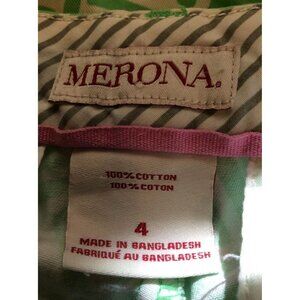 MERONA®
100% COTTON
100% COTON
4
MADE IN BANGLADESH
FABRIQUÉ AU BANGLADESH